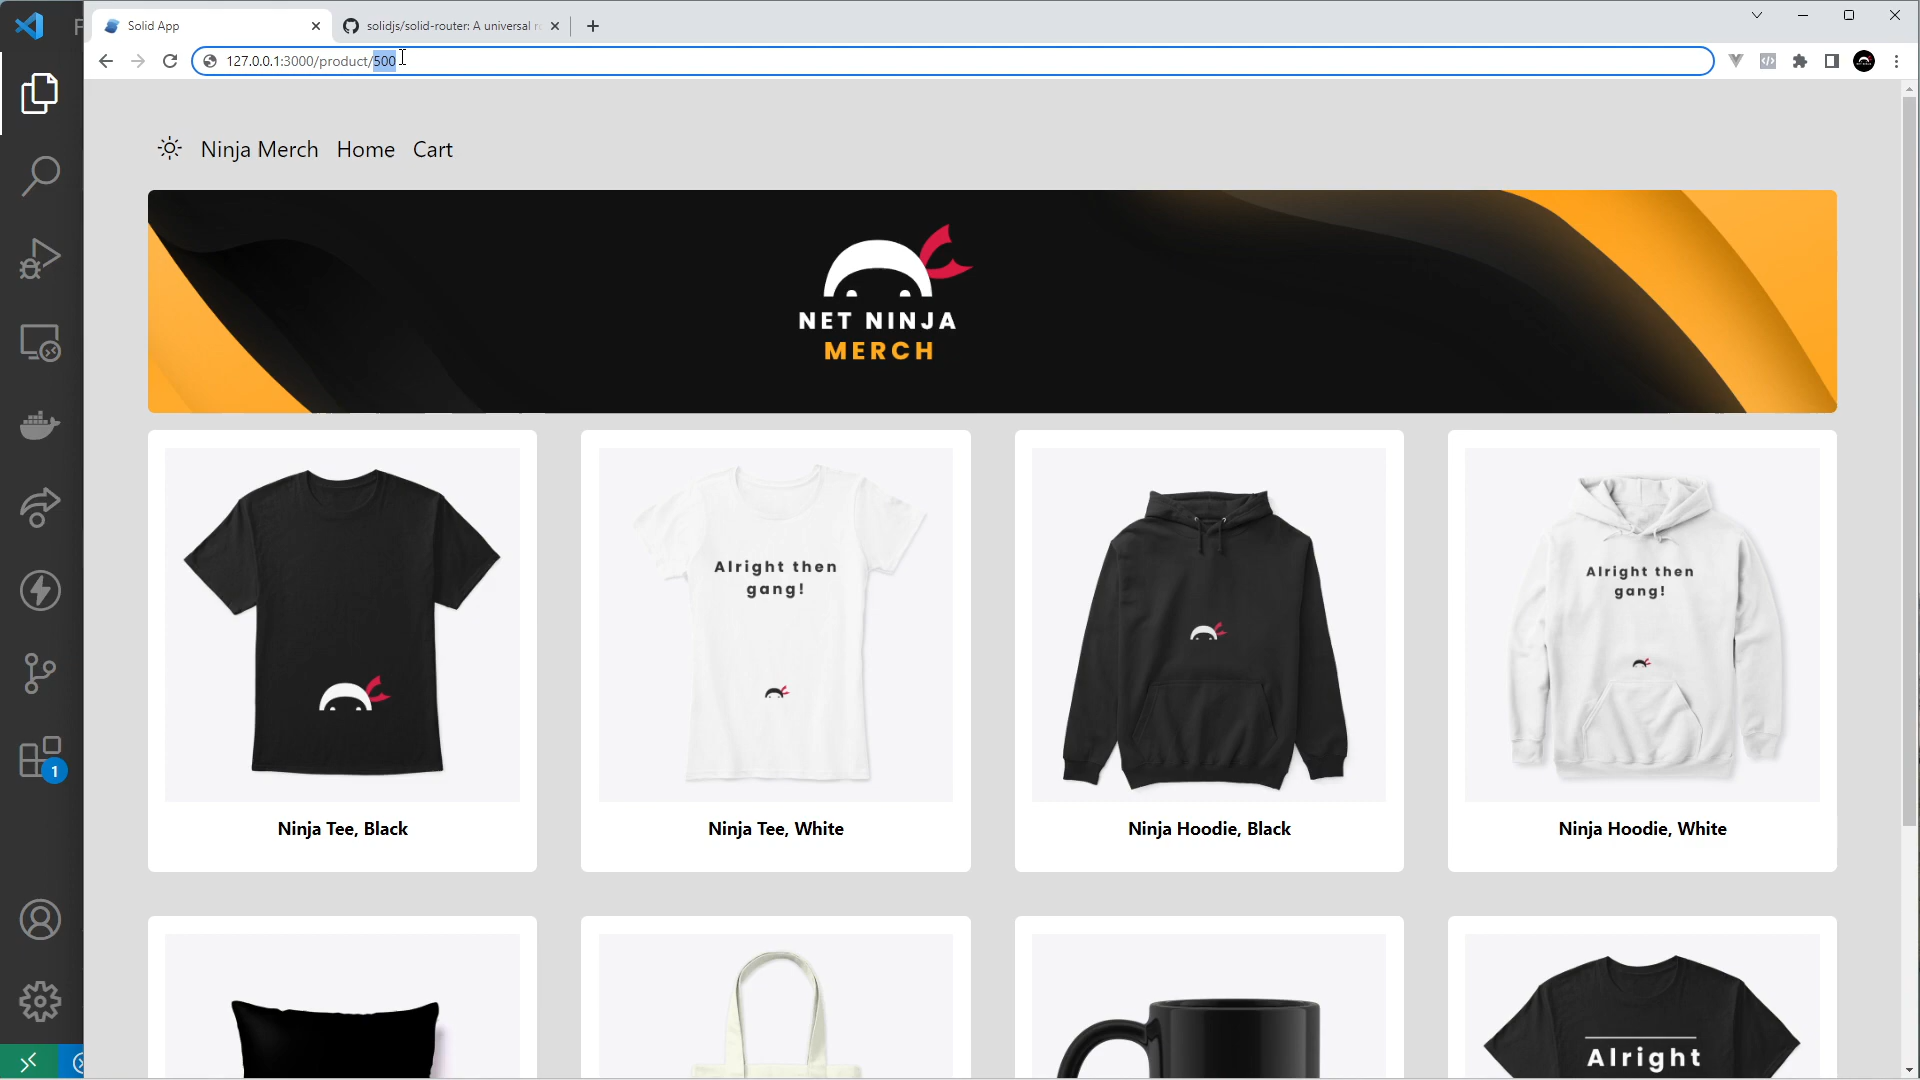 Solid App
solidjs/solid-router: A universal
127.0.0.1:3000/product/500
Ninja Merch Home Cart
NET NINJA
MERCH
Alright then
gang!
Alright then
gang!
Ninja Tee, Black
Ninja Tee, White
Ninja Hoodie, Black
Ninja Hoodie, White
1
Alright